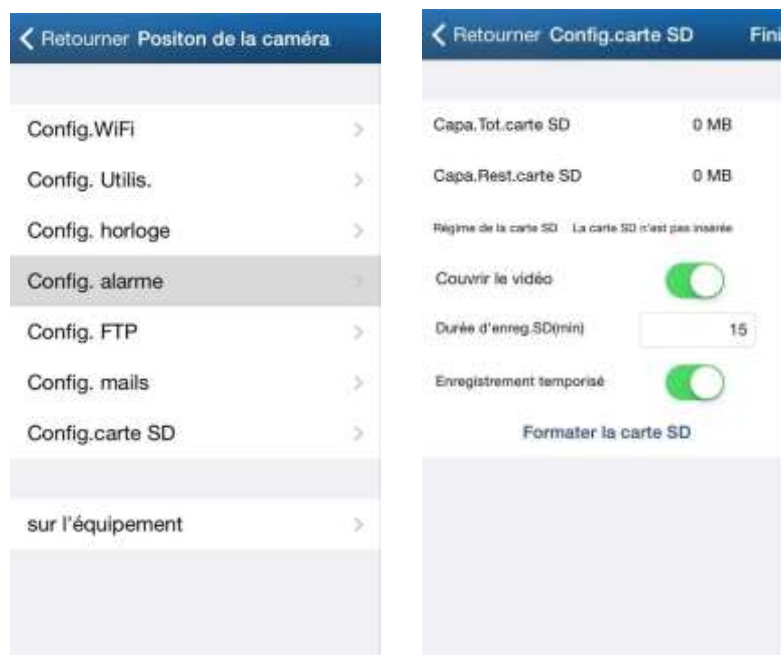 Retourner Positon de la caméra
Config.WiFi
Config. Utilis.
Config. horloge
Config. alarme
Config. FTP
Config. mails
Config.carte SD
sur l'équipement
Retourner Config.carte SD Fini
Capa.Tot.carte SD 0 MB
Capa.Rest.carte SD 0 MB
Régime de la carte SD La carte SD n'est pas insérée
Couvrir le vidéo
Durée d'enreg.SD(min) 15
Enregistrement temporisé
Formater la carte SD